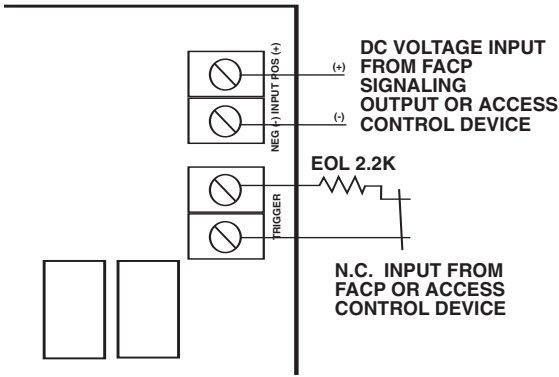 NEG (-) INPUT POS (+)
(+)
DC VOLTAGE INPUT
FROM FACP
SIGNALING
OUTPUT OR ACCESS
CONTROL DEVICE
(-)
EOL 2.2K
TRIGGER
N.C. INPUT FROM
FACP OR ACCESS
CONTROL DEVICE